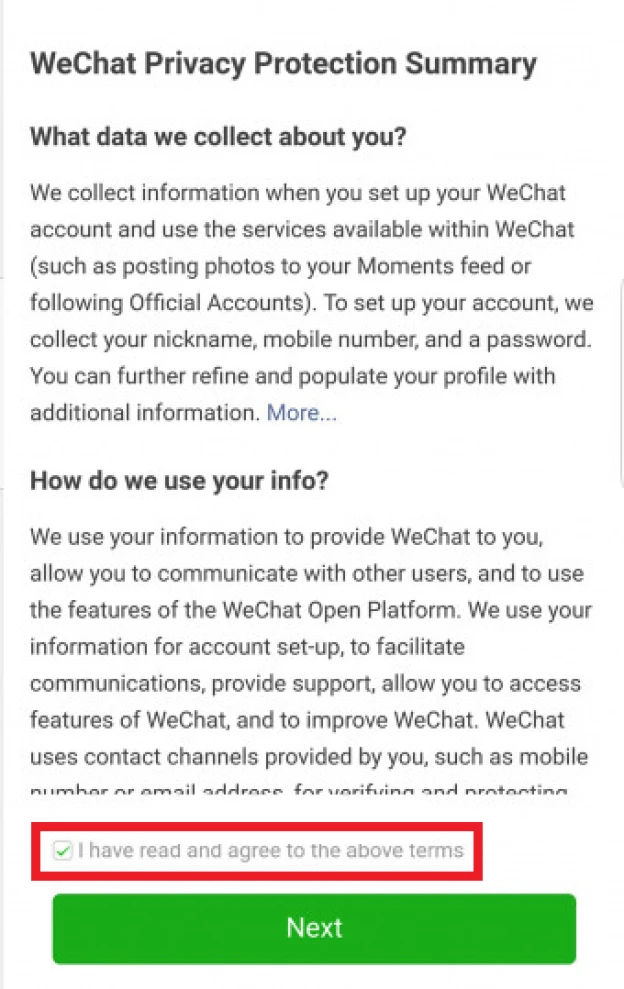 WeChat Privacy Protection Summary
What data we collect about you?
We collect information when you set up your WeChat
account and use the services available within WeChat
(such as posting photos to your Moments feed or
following Official Accounts). To set up your account, we
collect your nickname, mobile number, and a password.
You can further refine and populate your profile with
additional information. More...
How do we use your info?
We use your information to provide WeChat to you,
allow you to communicate with other users, and to use
the features of the WeChat Open Platform. We use your
information for account set-up, to facilitate
communications, provide support, allow you to access
features of WeChat, and to improve WeChat. WeChat
uses contact channels provided by you, such as mobile
number or email address, for verifying and protecting
I have read and agree to the above terms
Next